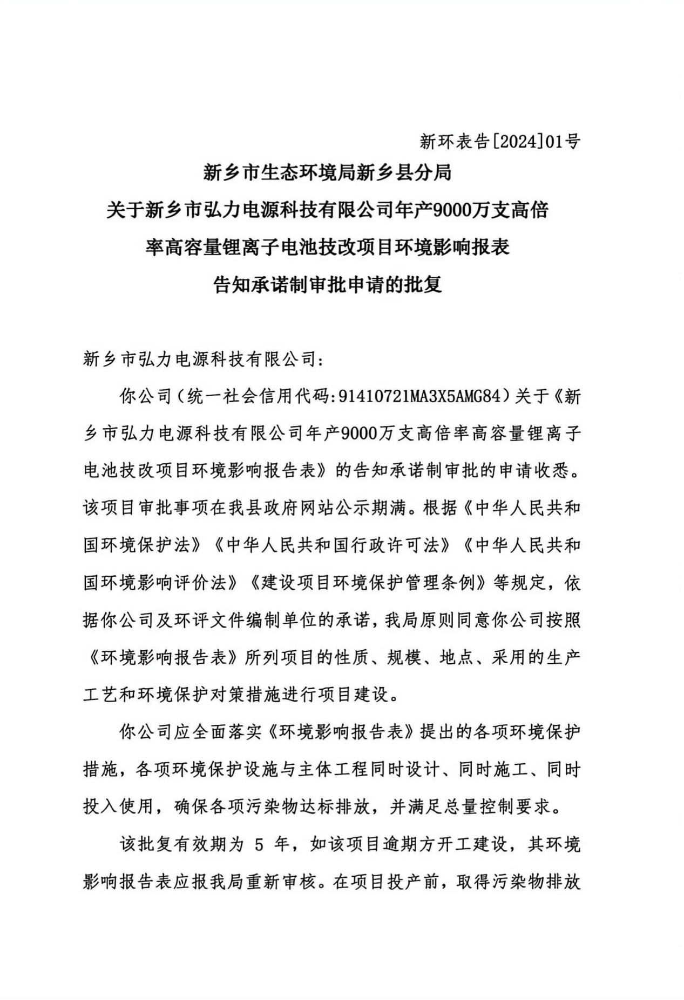 新环表告[2024]01号
新乡市生态环境局新乡县分局
关于新乡市弘力电源科技有限公司年产9000万支高倍
率高容量锂离子电池技改项目环境影响报表
告知承诺制审批申请的批复
新乡市弘力电源科技有限公司:
你公司(统一社会信用代码:91410721MA3X5AMG84)关于《新
乡市弘力电源科技有限公司年产9000万支高倍率高容量锂离子
电池技改项目环境影响报告表》的告知承诺制审批的申请收悉。
该项目审批事项在我县政府网站公示期满。根据《中华人民共和
国环境保护法》《中华人民共和国行政许可法》《中华人民共和
国环境影响评价法》《建设项目环境保护管理条例》等规定，依
据你公司及环评文件编制单位的承诺，我局原则同意你公司按照
《环境影响报告表》所列项目的性质、规模、地点、采用的生产
工艺和环境保护对策措施进行项目建设。
你公司应全面落实《环境影响报告表》提出的各项环境保护
措施，各项环境保护设施与主体工程同时设计、同时施工、同时
投入使用，确保各项污染物达标排放，并满足总量控制要求。
该批复有效期为 5 年，如该项目逾期方开工建设，其环境
影响报告表应报我局重新审核。在项目投产前，取得污染物排放